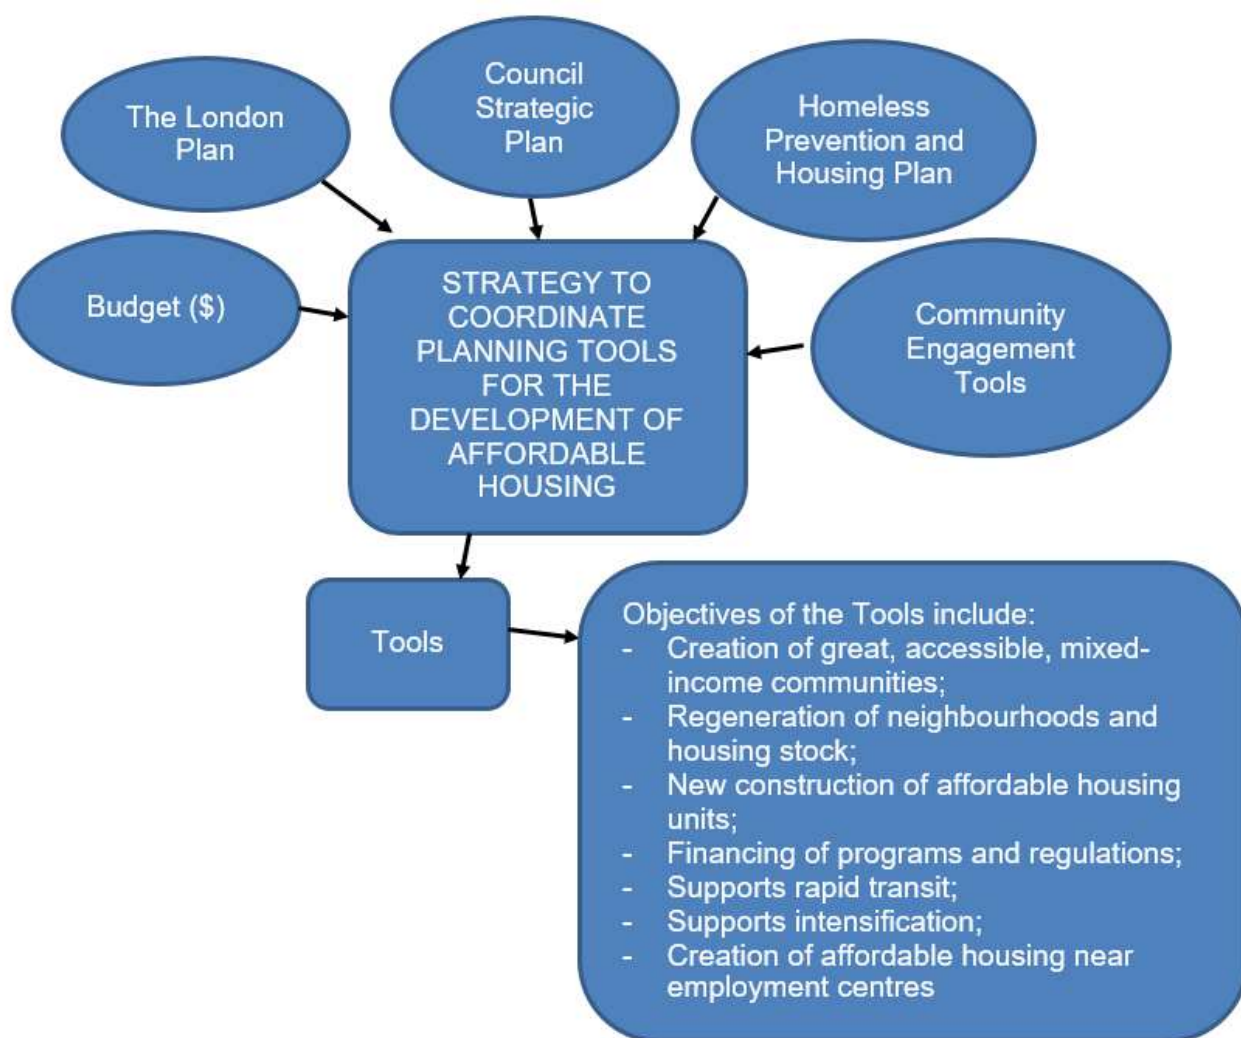 The London
Plan
Council
Strategic
Plan
Homeless
Prevention and
Housing Plan
Budget ($)
STRATEGY TO
COORDINATE
PLANNING TOOLS
FOR THE
DEVELOPMENT OF
AFFORDABLE
HOUSING
Community
Engagement
Tools
Tools
Objectives of the Tools include:
- Creation of great, accessible, mixed-
income communities;
- Regeneration of neighbourhoods and
housing stock;
- New construction of affordable housing
units;
- Financing of programs and regulations;
- Supports rapid transit;
- Supports intensification;
- Creation of affordable housing near
employment centres